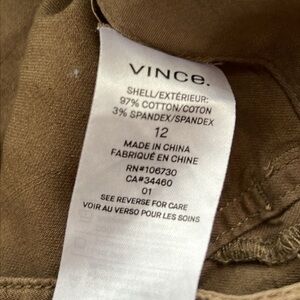 VINCE.
SHELL/EXTÉRIEUR:
97% COTTON/COTON
3% SPANDEX/SPANDEX
12
MADE IN CHINA
FABRIQUÉ EN CHINE
RN#106730
CA#34460
01
SEE REVERSE FOR CARE
VOIR AU VERSO POUR LES SOINS